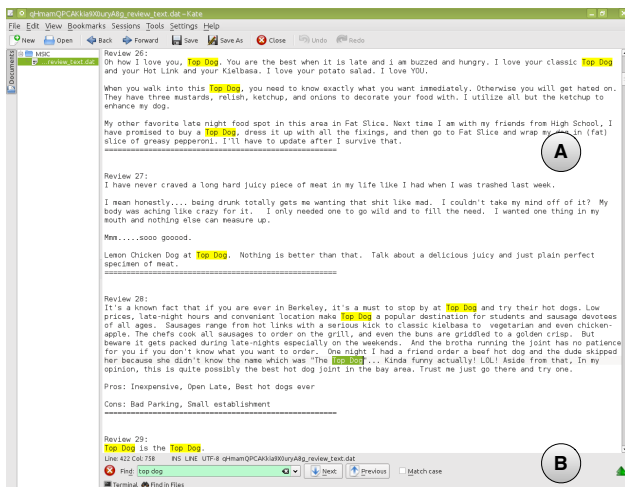 qHmamQPCAKkia9X0uryA8g_review_text.dat – Kate
File Edit View Bookmarks Sessions Tools Settings Help
New Open Back Forward Save Save As Close Undo Redo
Documents
MSIC
...review_text.dat
Review 26:
Oh how I love you, Top Dog. You are the best when it is late and i am buzzed and hungry. I love your classic Top Dog
and your Hot Link and your Kielbasa. I love your potato salad. I love YOU.
When you walk into this Top Dog, you need to know exactly what you want immediately. Otherwise you will get hated on.
They have three mustards, relish, ketchup, and onions to decorate your food with. I utilize all but the ketchup to
enhance my dog.
My other favorite late night food spot in this area in Fat Slice. Next time I am with my friends from High School, I
have promised to buy a Top Dog, dress it up with all the fixings, and then go to Fat Slice and wrap my dog in (fat)
slice of greasy pepperoni. I'll have to update after I survive that.
=====================================================
A
Review 27:
I have never craved a long hard juicy piece of meat in my life like I had when I was trashed last week.
I mean honestly.... being drunk totally gets me wanting that shit like mad. I couldn't take my mind off of it? My
body was aching like crazy for it. I only needed one to go wild and to fill the need. I wanted one thing in my
mouth and nothing else can measure up.
Mmm.....sooo gooood.
Lemon Chicken Dog at Top Dog. Nothing is better than that. Talk about a delicious juicy and just plain perfect
specimen of meat.
=====================================================
Review 28:
It's a known fact that if you are ever in Berkeley, it's a must to stop by at Top Dog and try their hot dogs. Low
prices, late-night hours and convenient location make Top Dog a popular destination for students and sausage devotees
of all ages. Sausages range from hot links with a serious kick to classic kielbasa to vegetarian and even chicken-
apple. The chefs cook all sausages to order on the grill, and even the buns are griddled to a golden crisp. But
beware it gets packed during late-nights especially on the weekends. And the brotha running the joint has no patience
for you if you don't know what you want to order. One night I had a friend order a beef hot dog and the dude skipped
her because she didn't know the name which was "The Top Dog"... Kinda funny actually! LOL! Aside from that, In my
opinion, this is quite possibly the best hot dog joint in the bay area. Trust me just go there and try one.
Pros: Inexpensive, Open Late, Best hot dogs ever
Cons: Bad Parking, Small establishment
=====================================================
Review 29:
Top Dog is the Top Dog.
Line: 422 Col: 758 INS LINE UTF-8 qHmamQPCAKkia9X0uryA8g_review_text.dat
B
Find: top dog Next Previous Match case
Terminal Find in Files